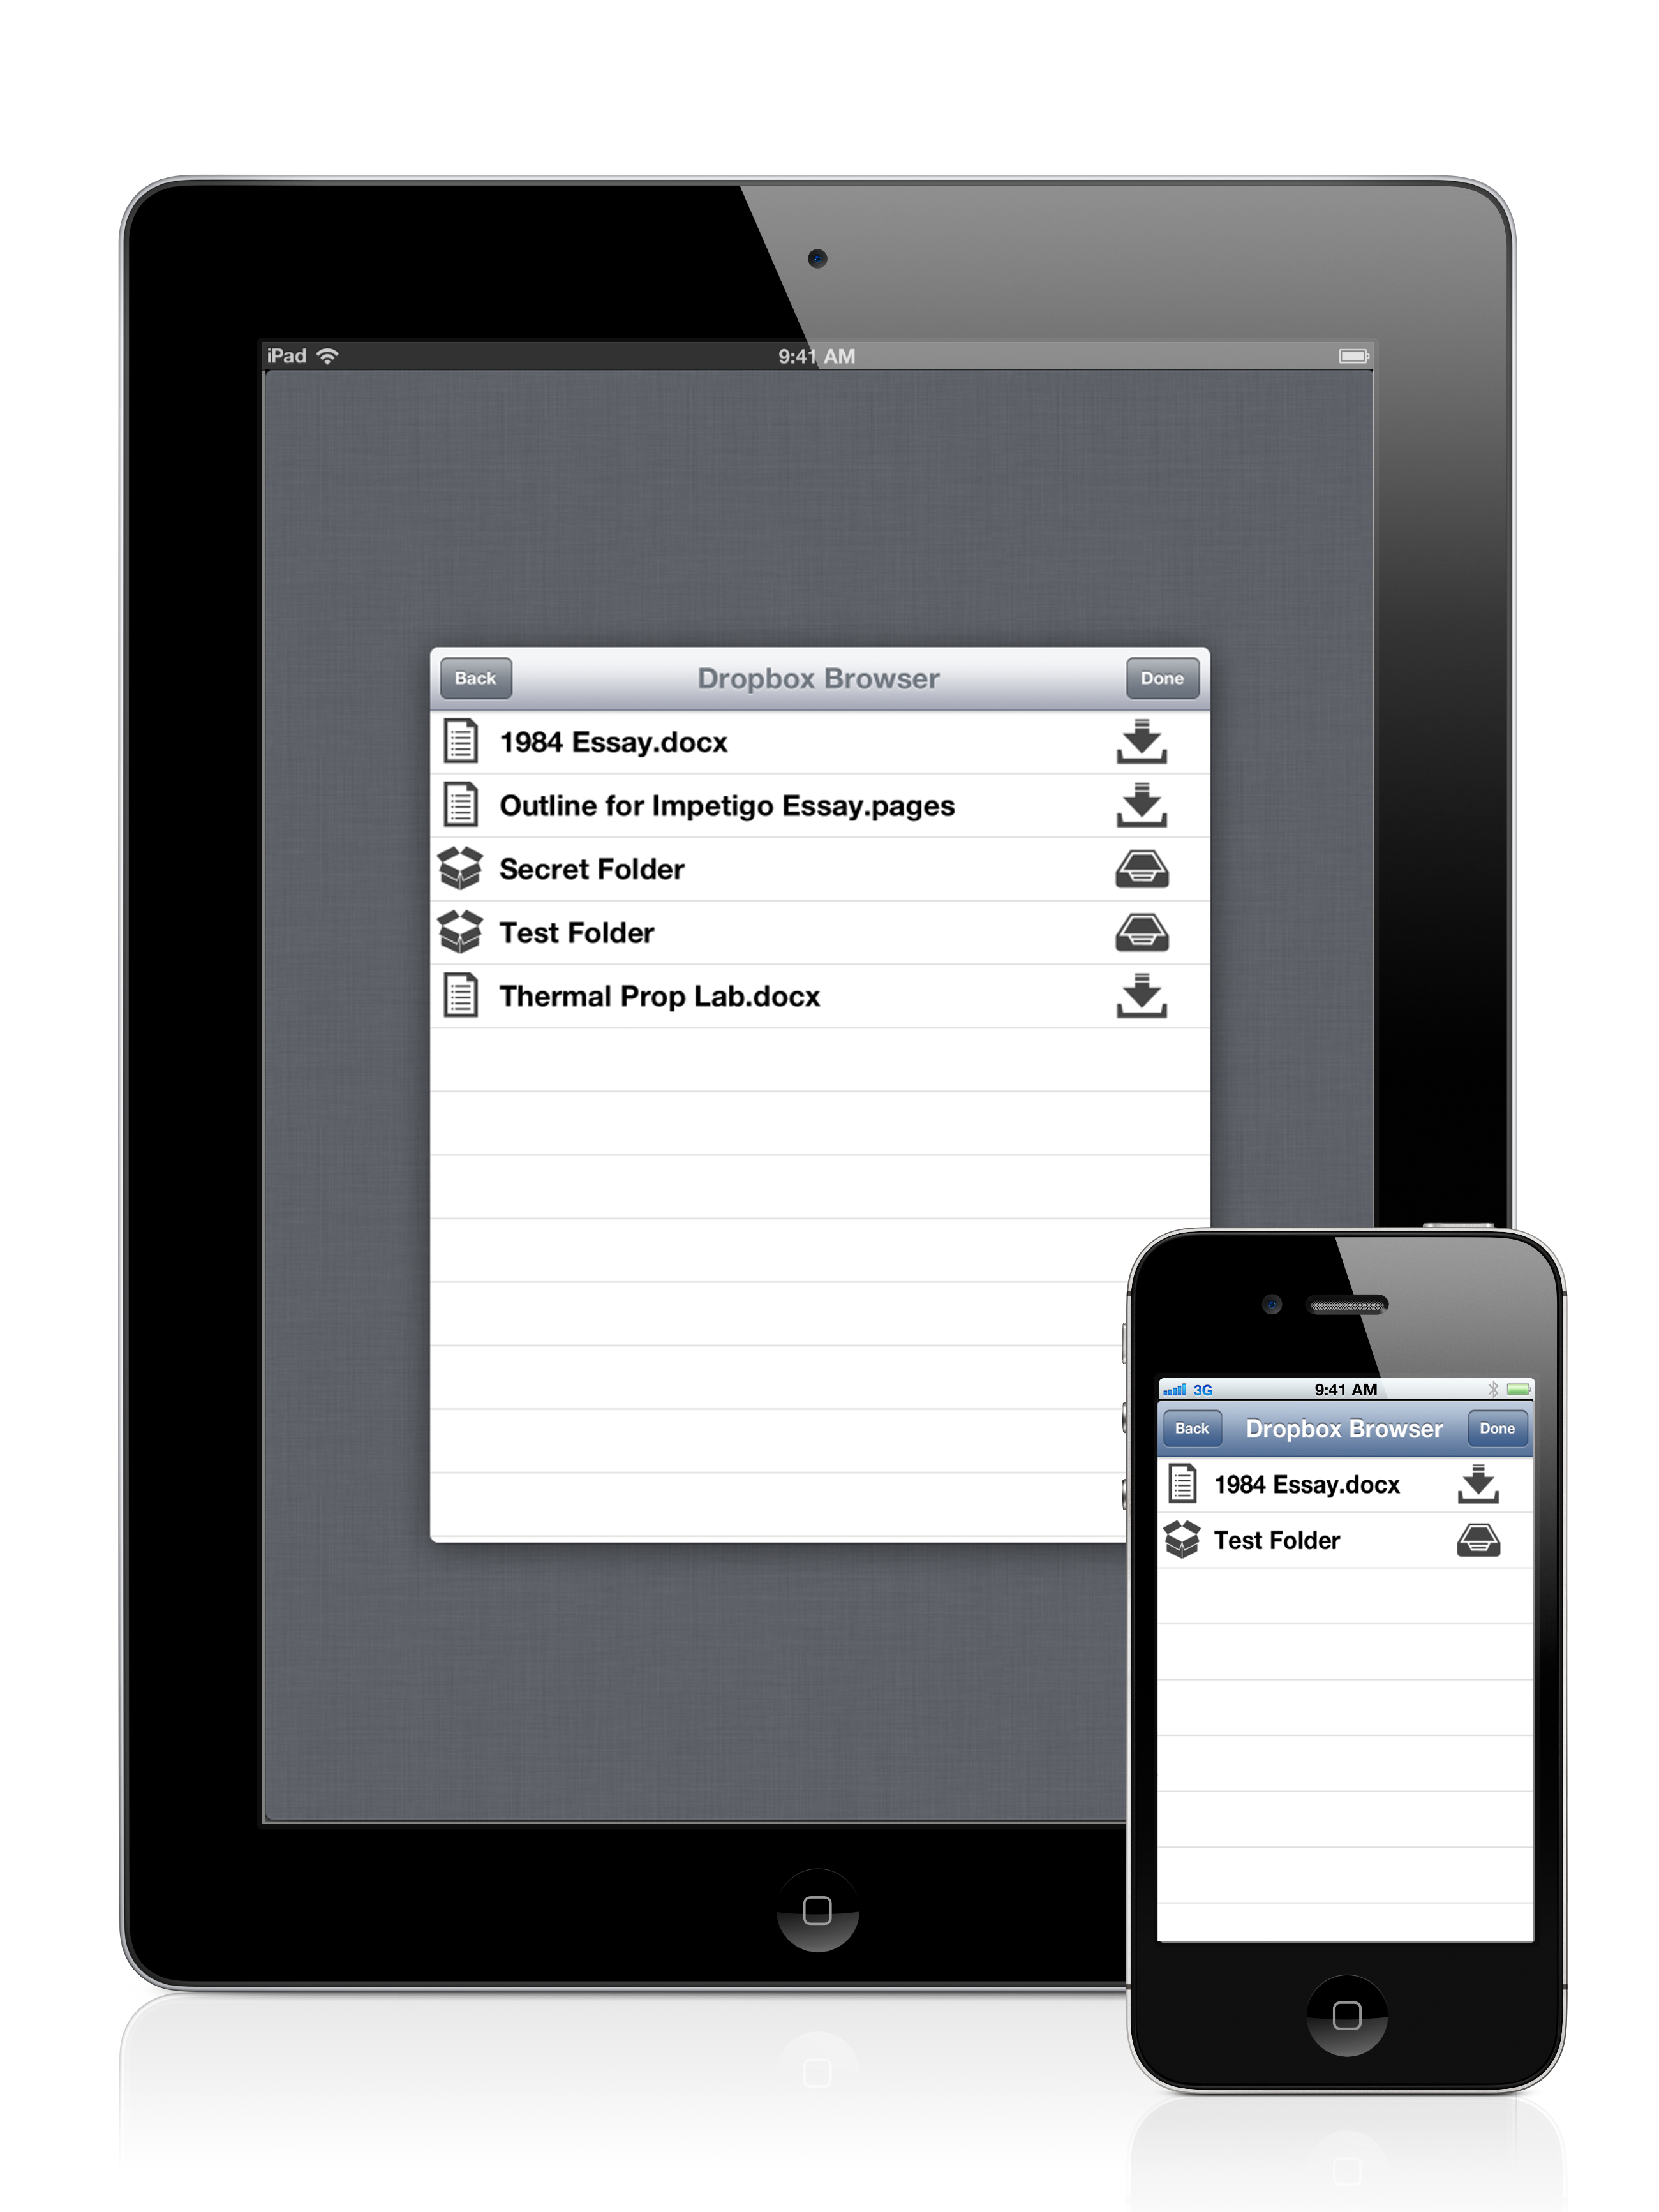 iPad 9:41 AM
Back Dropbox Browser Done
1984 Essay.docx
Outline for Impetigo Essay.pages
Secret Folder
Test Folder
Thermal Prop Lab.docx
3G 9:41 AM
Back Dropbox Browser Done
1984 Essay.docx
Test Folder